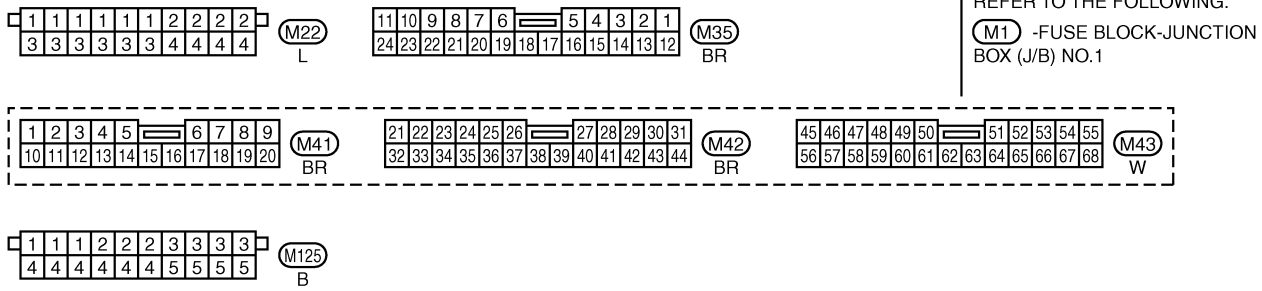 REFER TO THE FOLLOWING.
1 1 1 1 1 1 2 2 2 2
3 3 3 3 3 3 4 4 4 4
M22
L
11 10 9 8 7 6 5 4 3 2 1
24 23 22 21 20 19 18 17 16 15 14 13 12
M35
BR
M1 -FUSE BLOCK-JUNCTION
BOX (J/B) NO.1
1 2 3 4 5 6 7 8 9
10 11 12 13 14 15 16 17 18 19 20
M41
BR
21 22 23 24 25 26 27 28 29 30 31
32 33 34 35 36 37 38 39 40 41 42 43 44
M42
BR
45 46 47 48 49 50 51 52 53 54 55
56 57 58 59 60 61 62 63 64 65 66 67 68
M43
W
1 1 1 2 2 2 3 3 3 3
4 4 4 4 4 4 5 5 5 5
M125
B